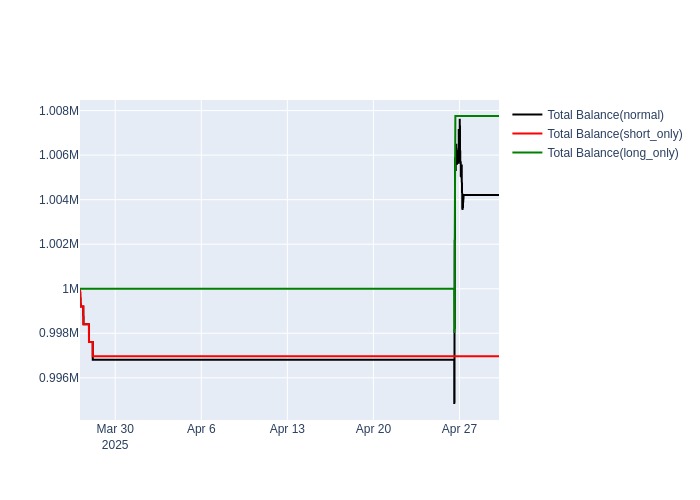 1.008M
1.006M
1.004M
1.002M
1M
0.998M
0.996M
Mar 30
2025
Apr 6
Apr 13
Apr 20
Apr 27
Total Balance(normal)
Total Balance(short_only)
Total Balance(long_only)